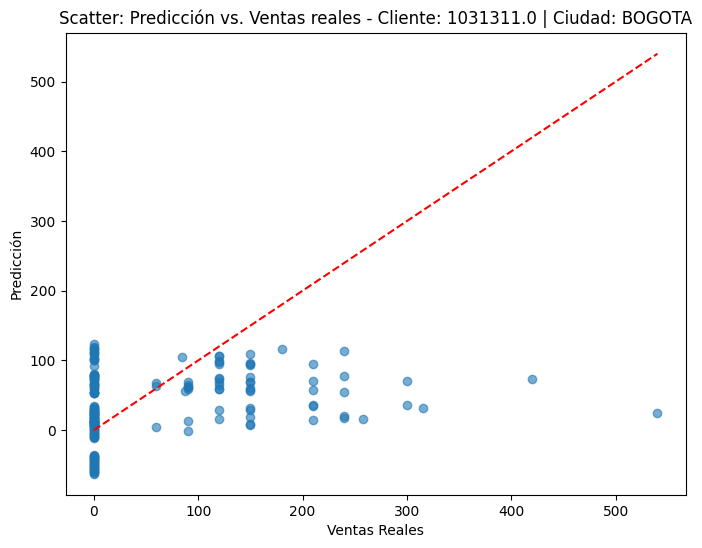 Scatter: Predicción vs. Ventas reales - Cliente: 1031311.0 | Ciudad: BOGOTA
500
400
300
200
100
0
Predicción
0 100 200 300 400 500
Ventas Reales